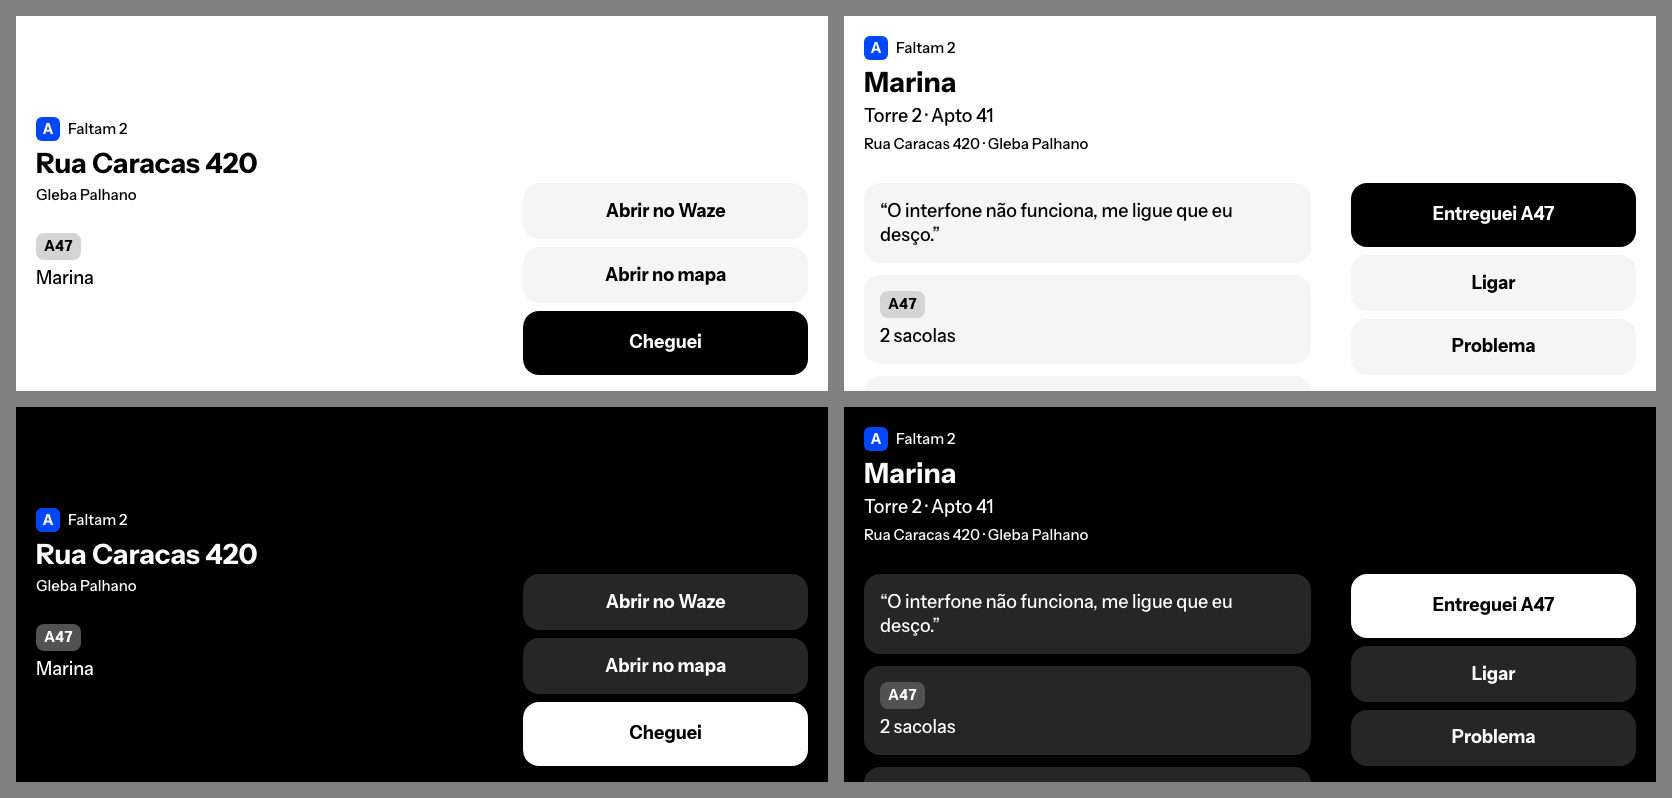 A Faltam 2
Rua Caracas 420
Gleba Palhano
A47
Marina
Abrir no Waze
Abrir no mapa
Cheguei
A Faltam 2
Marina
Torre 2 · Apto 41
Rua Caracas 420 · Gleba Palhano
“O interfone não funciona, me ligue que eu
desço.”
A47
2 sacolas
Entreguei A47
Ligar
Problema
A Faltam 2
Rua Caracas 420
Gleba Palhano
A47
Marina
Abrir no Waze
Abrir no mapa
Cheguei
A Faltam 2
Marina
Torre 2 · Apto 41
Rua Caracas 420 · Gleba Palhano
“O interfone não funciona, me ligue que eu
desço.”
A47
2 sacolas
Entreguei A47
Ligar
Problema